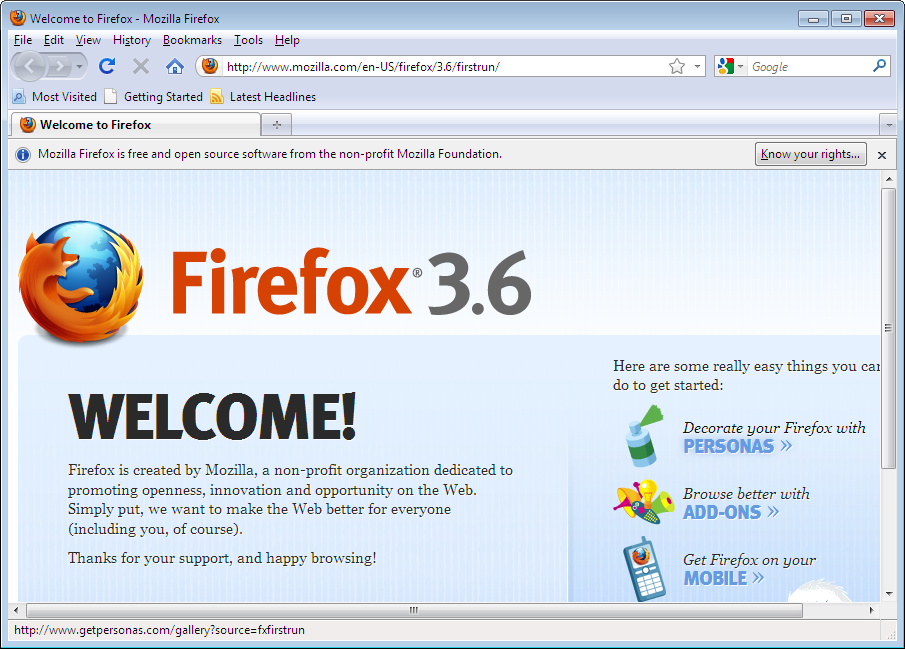 Welcome to Firefox - Mozilla Firefox
File Edit View History Bookmarks Tools Help
http://www.mozilla.com/en-US/firefox/3.6/firstrun/ Google
Most Visited Getting Started Latest Headlines
Welcome to Firefox
Mozilla Firefox is free and open source software from the non-profit Mozilla Foundation. Know your rights...
Firefox® 3.6
WELCOME!
Firefox is created by Mozilla, a non-profit organization dedicated to
promoting openness, innovation and opportunity on the Web.
Simply put, we want to make the Web better for everyone
(including you, of course).
Thanks for your support, and happy browsing!
Here are some really easy things you can
do to get started:
Decorate your Firefox with
PERSONAS »
Browse better with
ADD-ONS »
Get Firefox on your
MOBILE »
http://www.getpersonas.com/gallery?source=fxfirstrun